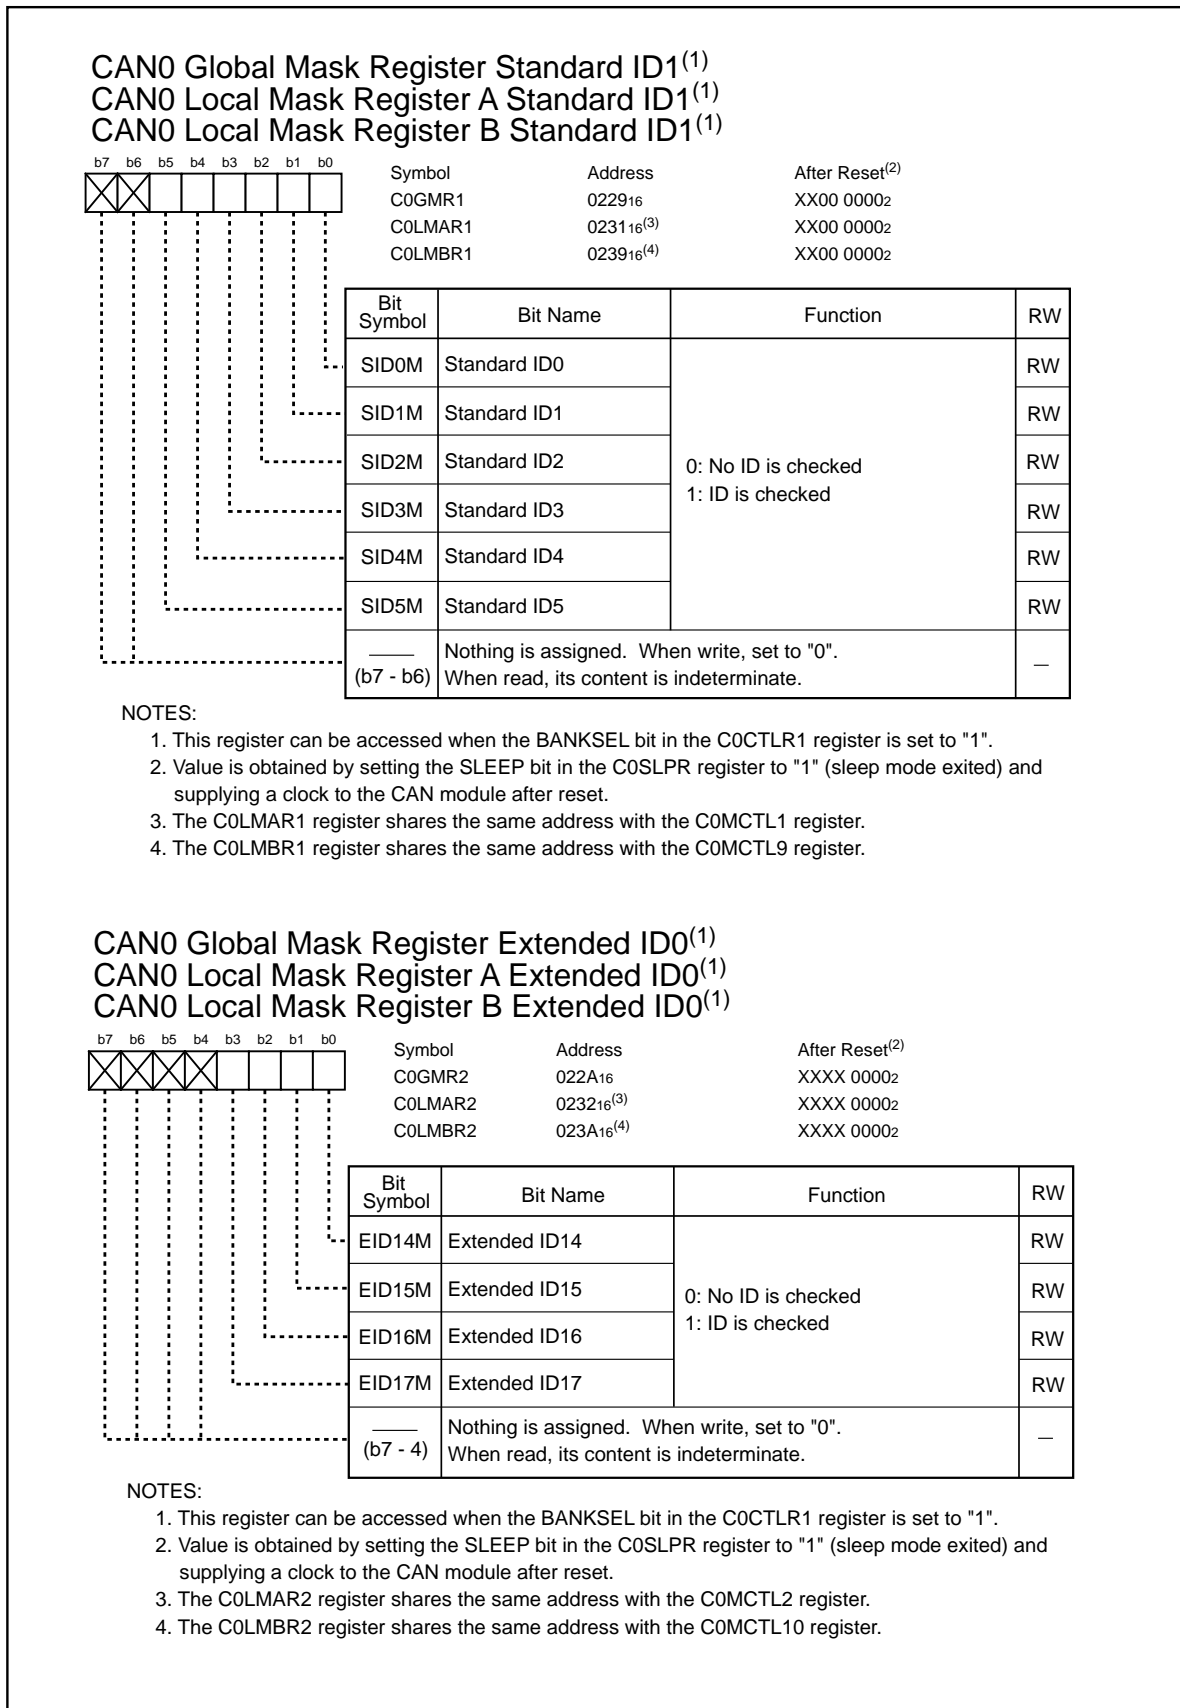 CAN0 Global Mask Register Standard ID1(1)
CAN0 Local Mask Register A Standard ID1(1)
CAN0 Local Mask Register B Standard ID1(1)
b7 b6 b5 b4 b3 b2 b1 b0
Symbol Address After Reset(2)
C0GMR1 022916 XX00 00002
C0LMAR1 023116(3) XX00 00002
C0LMBR1 023916(4) XX00 00002
Bit Symbol Bit Name Function RW
SID0M Standard ID0 RW
SID1M Standard ID1 RW
SID2M Standard ID2 0: No ID is checked RW
1: ID is checked
SID3M Standard ID3 RW
SID4M Standard ID4 RW
SID5M Standard ID5 RW
Nothing is assigned. When write, set to "0". —
(b7 - b6) When read, its content is indeterminate.
NOTES:
1. This register can be accessed when the BANKSEL bit in the C0CTLR1 register is set to "1".
2. Value is obtained by setting the SLEEP bit in the C0SLPR register to "1" (sleep mode exited) and
supplying a clock to the CAN module after reset.
3. The C0LMAR1 register shares the same address with the C0MCTL1 register.
4. The C0LMBR1 register shares the same address with the C0MCTL9 register.
CAN0 Global Mask Register Extended ID0(1)
CAN0 Local Mask Register A Extended ID0(1)
CAN0 Local Mask Register B Extended ID0(1)
b7 b6 b5 b4 b3 b2 b1 b0
Symbol Address After Reset(2)
C0GMR2 022A16 XXXX 00002
C0LMAR2 023216(3) XXXX 00002
C0LMBR2 023A16(4) XXXX 00002
Bit Symbol Bit Name Function RW
EID14M Extended ID14 RW
EID15M Extended ID15 0: No ID is checked RW
1: ID is checked
EID16M Extended ID16 RW
EID17M Extended ID17 RW
Nothing is assigned. When write, set to "0". —
(b7 - 4) When read, its content is indeterminate.
NOTES:
1. This register can be accessed when the BANKSEL bit in the C0CTLR1 register is set to "1".
2. Value is obtained by setting the SLEEP bit in the C0SLPR register to "1" (sleep mode exited) and
supplying a clock to the CAN module after reset.
3. The C0LMAR2 register shares the same address with the C0MCTL2 register.
4. The C0LMBR2 register shares the same address with the C0MCTL10 register.